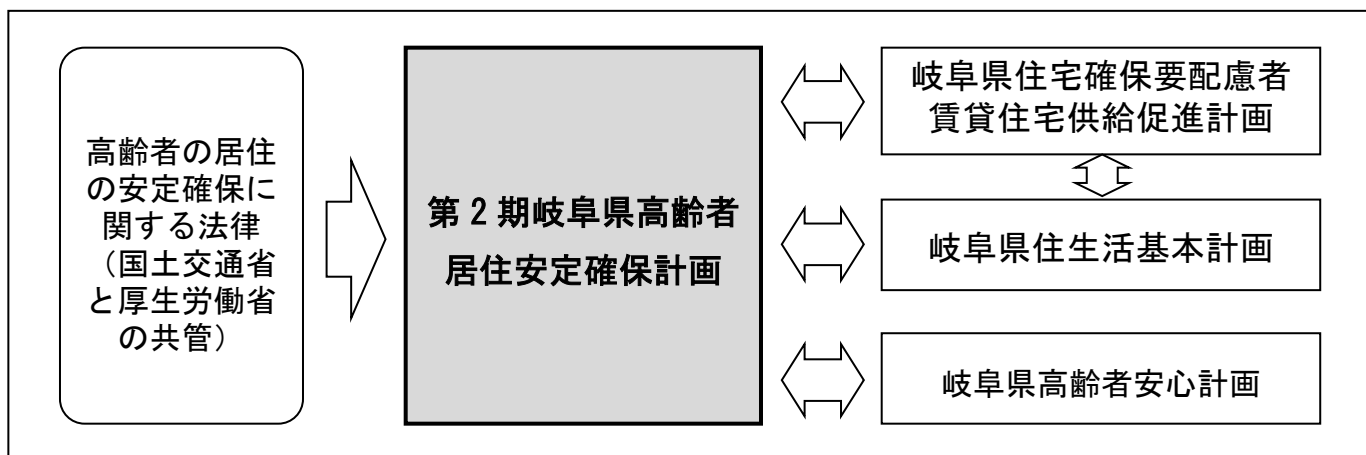 高齢者の居住
の安定確保に
関する法律
（国土交通省
と厚生労働省
の共管）
第２期岐阜県高齢者
居住安定確保計画
岐阜県住宅確保要配慮者
賃貸住宅供給促進計画
岐阜県住生活基本計画
岐阜県高齢者安心計画